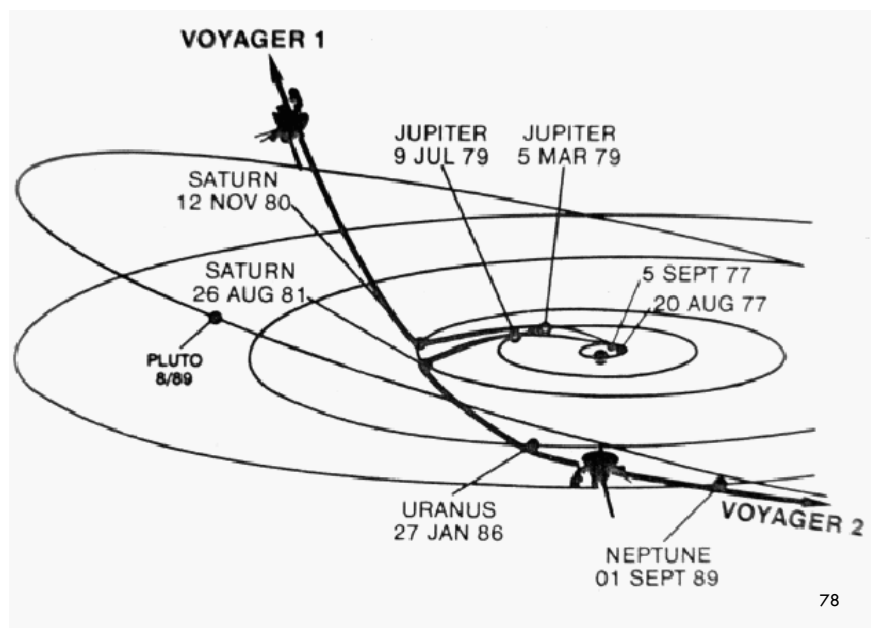 VOYAGER 1
JUPITER
9 JUL 79
JUPITER
5 MAR 79
SATURN
12 NOV 80
SATURN
26 AUG 81
5 SEPT 77
20 AUG 77
PLUTO
8/89
URANUS
27 JAN 86
VOYAGER 2
NEPTUNE
01 SEPT 89
78